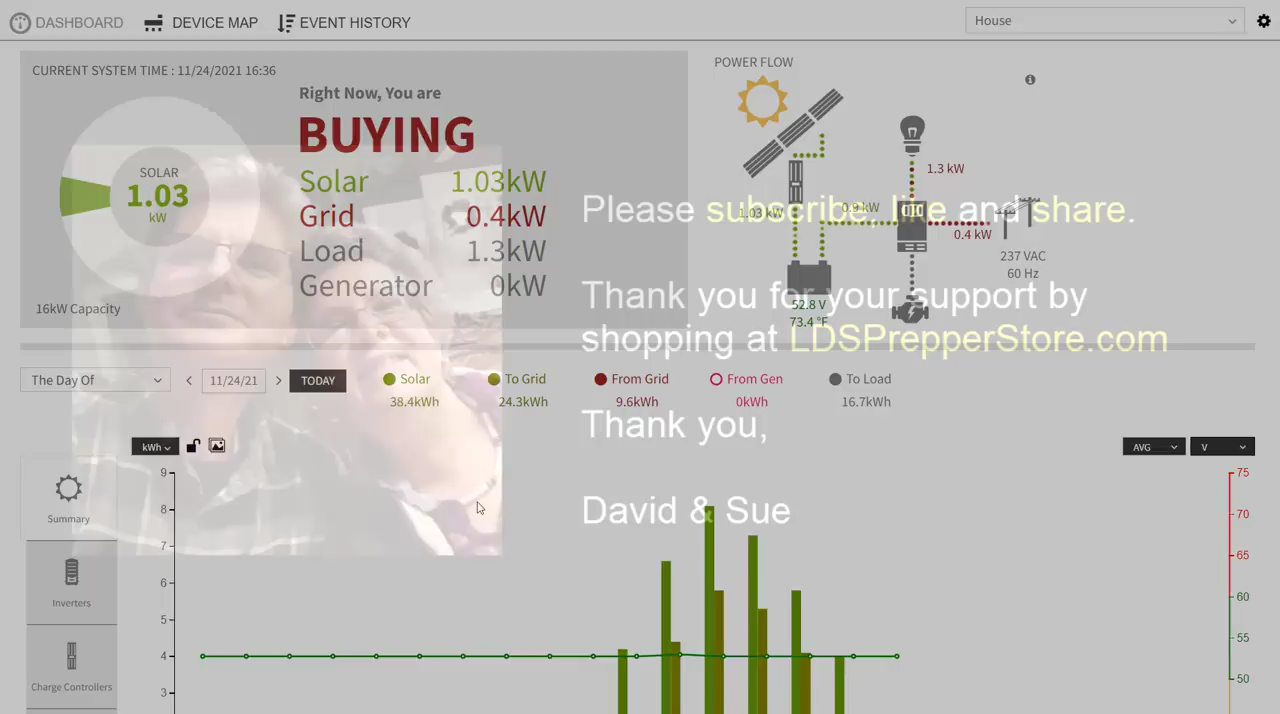 DASHBOARD
DEVICE MAP
EVENT HISTORY
House
CURRENT SYSTEM TIME : 11/24/2021 16:36
SOLAR
1.03
kW
16kW Capacity
Right Now, You are
BUYING
Solar 1.03kW
Grid 0.4kW
Load 1.3kW
Generator 0kW
POWER FLOW
1.3 kW
1.03 kW
0.9 kW
0.4 kW
237 VAC
60 Hz
52.8 V
73.4 °F
Please subscribe, like and share.
Thank you for your support by
shopping at LDSPrepperStore.com
Thank you,
David & Sue
The Day Of
11/24/21
TODAY
Solar
38.4kWh
To Grid
24.3kWh
From Grid
9.6kWh
From Gen
0kWh
To Load
16.7kWh
kWh
AVG
V
Summary
Inverters
Charge Controllers
9
8
7
6
5
4
3
75
70
65
60
55
50